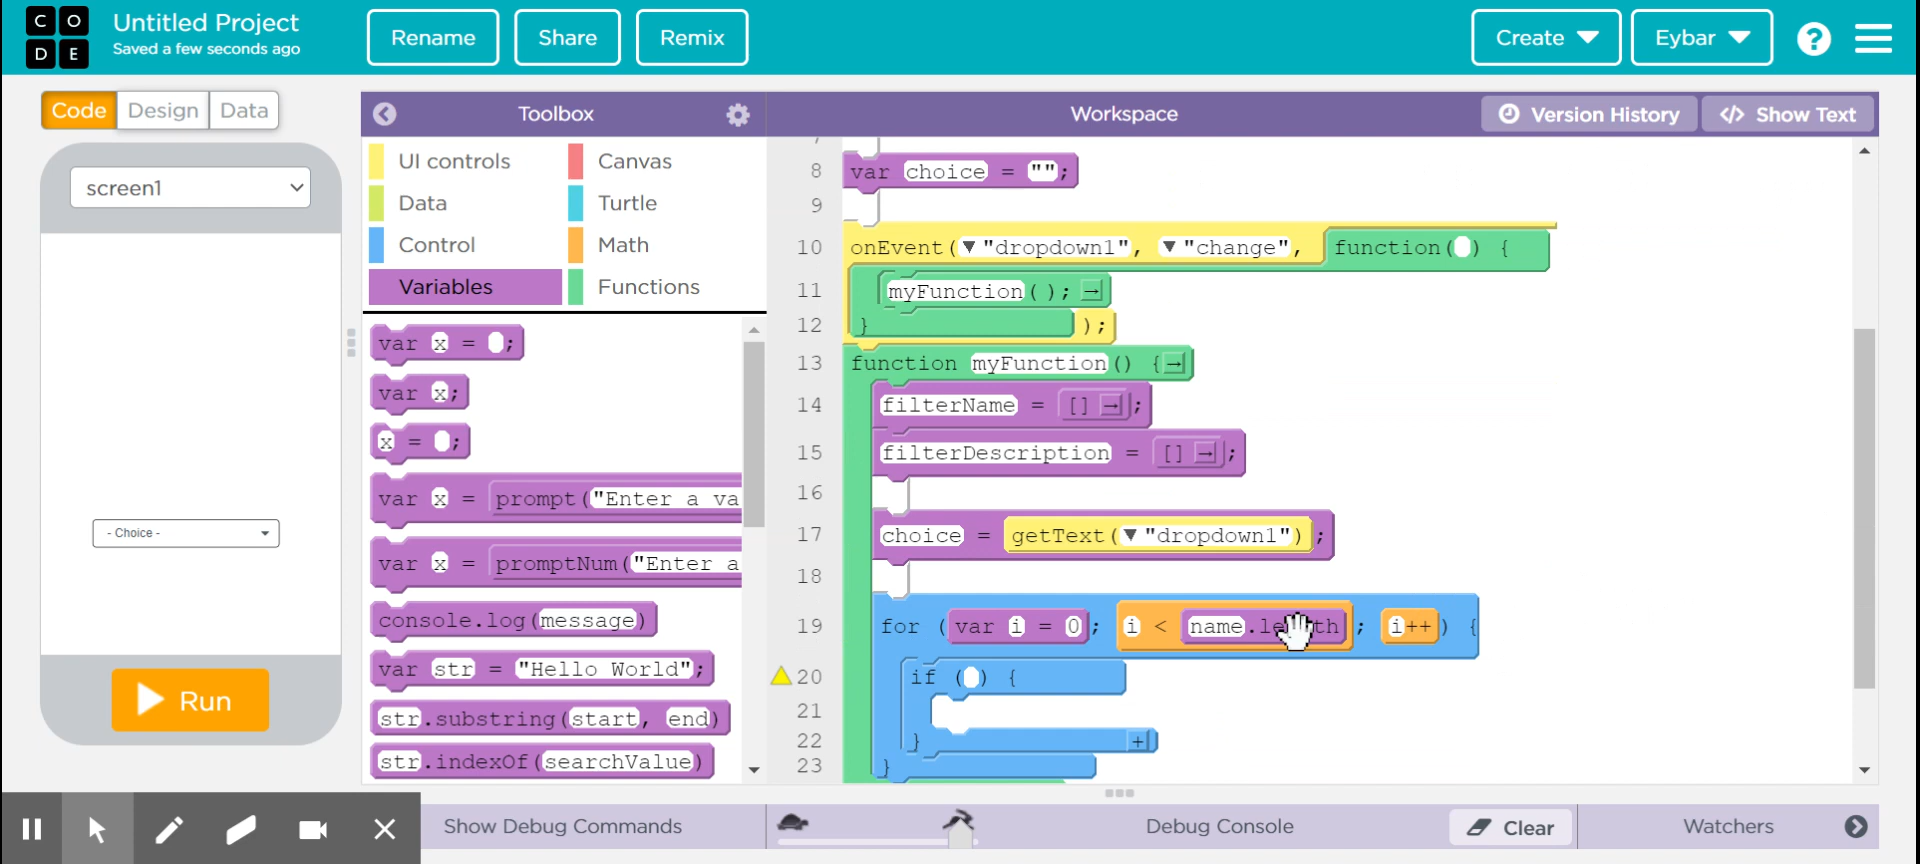 C O D E
Untitled Project
Saved a few seconds ago
Rename
Share
Remix
Create
Eybar
?
Code
Design
Data
Toolbox
Workspace
Version History
</> Show Text
screen1
- Choice -
Run
UI controls
Canvas
Data
Turtle
Control
Math
Variables
Functions
var x = ;
var x;
x = ;
var x = prompt("Enter a va
var x = promptNum("Enter a
console.log(message)
var str = "Hello World";
str.substring(start, end)
str.indexOf(searchValue)
8 var choice = "";
9
10 onEvent(▼"dropdown1", ▼"change", function() {
11 myFunction(); →
12 } );
13 function myFunction() { →
14 filterName = [] → ;
15 filterDescription = [] → ;
16
17 choice = getText(▼"dropdown1");
18
19 for (var i = 0; i < name. ; i++) {
20 if () {
21
22 } +
23 }
Show Debug Commands
Debug Console
Clear
Watchers